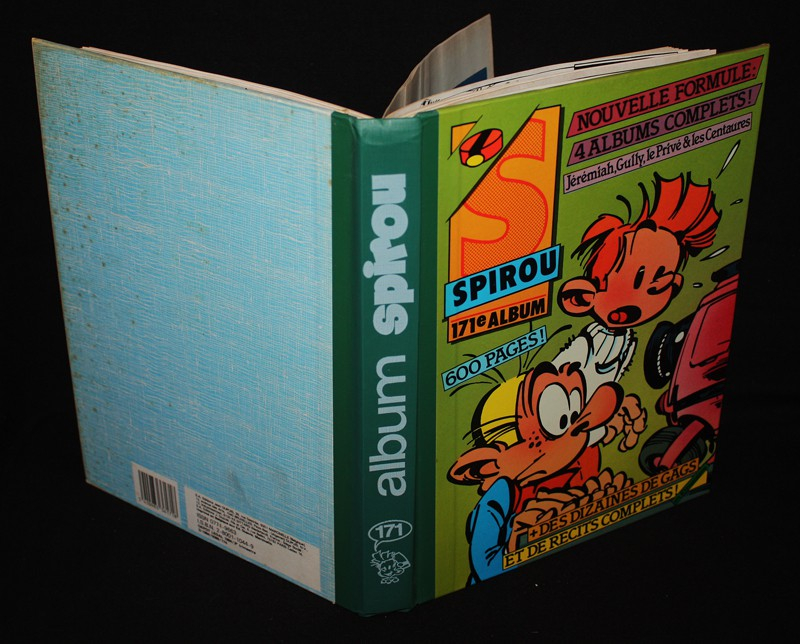 NOUVELLE FORMULE:
4 ALBUMS COMPLETS!
Jérémiah, Gully, le Privé & les Centaures
S
SPIROU
171e ALBUM
600 PAGES!
+ DES DIZAINES DE GAGS
ET DE RECITS COMPLETS!
album spirou
171